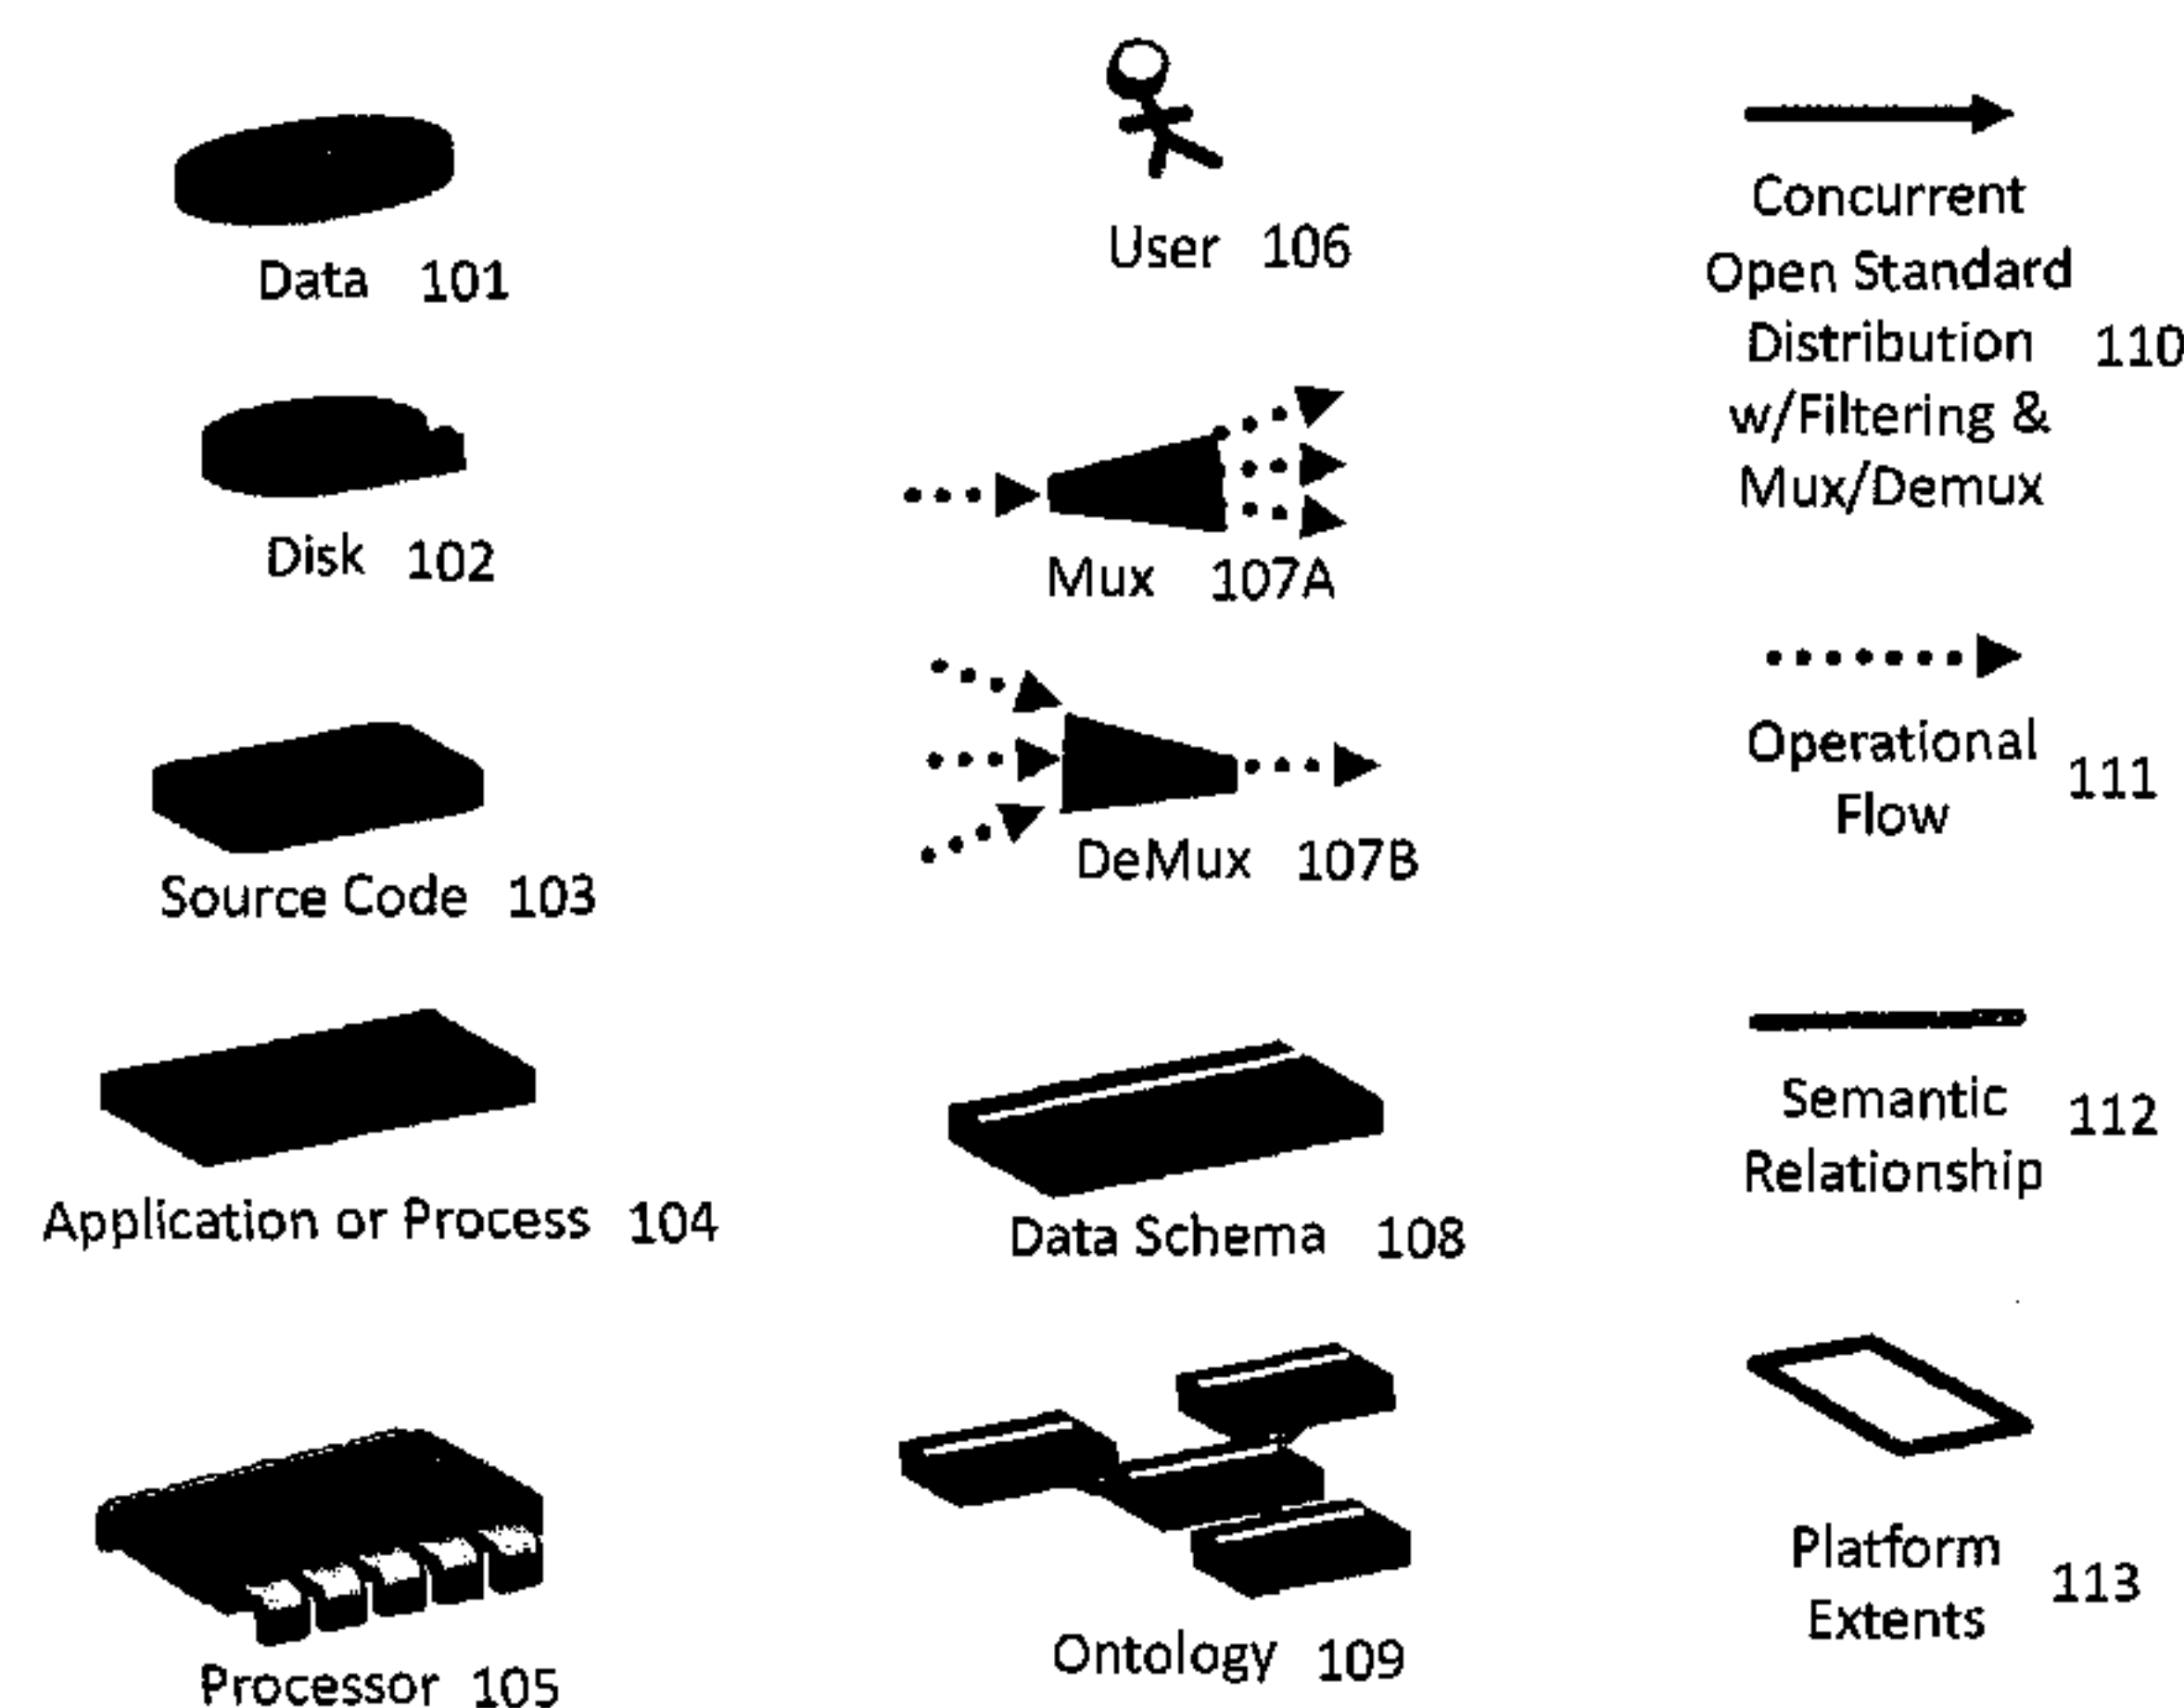 Data 101
Disk 102
Source Code 103
Application or Process 104
Processor 105
User 106
Mux 107A
DeMux 107B
Data Schema 108
Ontology 109
Concurrent
Open Standard
Distribution 110
w/Filtering &
Mux/Demux
Operational
Flow 111
Semantic
Relationship 112
Platform
Extents 113